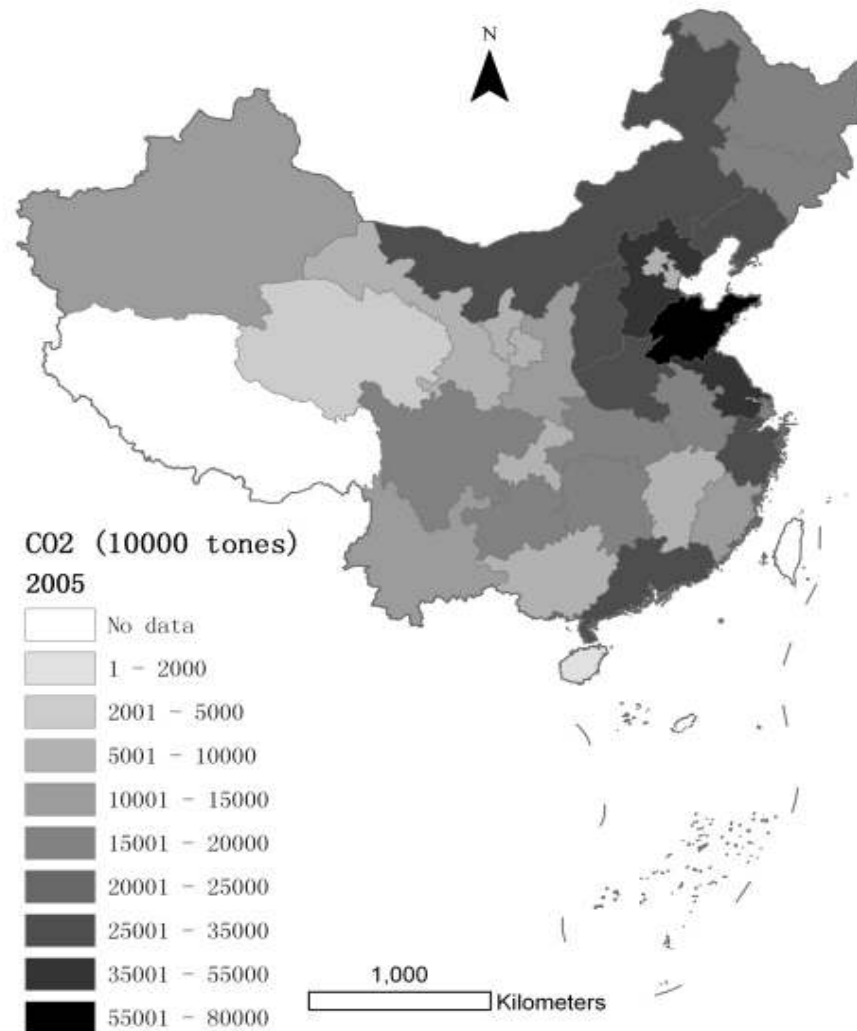 N
CO2 (10000 tones)
2005
No data
1 - 2000
2001 - 5000
5001 - 10000
10001 - 15000
15001 - 20000
20001 - 25000
25001 - 35000
35001 - 55000
55001 - 80000
1,000
Kilometers